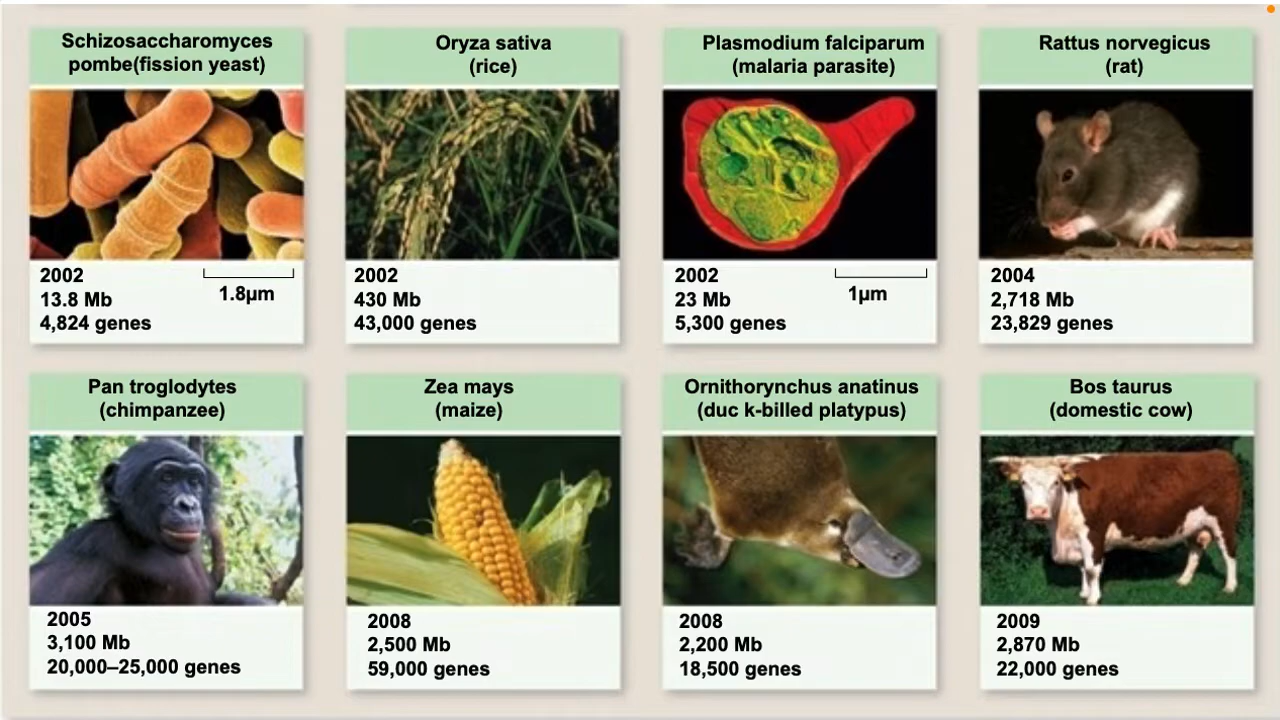 Schizosaccharomyces
pombe(fission yeast)
2002
13.8 Mb
4,824 genes
1.8µm
Oryza sativa
(rice)
2002
430 Mb
43,000 genes
Plasmodium falciparum
(malaria parasite)
2002
23 Mb
5,300 genes
1µm
Rattus norvegicus
(rat)
2004
2,718 Mb
23,829 genes
Pan troglodytes
(chimpanzee)
2005
3,100 Mb
20,000–25,000 genes
Zea mays
(maize)
2008
2,500 Mb
59,000 genes
Ornithorynchus anatinus
(duc k-billed platypus)
2008
2,200 Mb
18,500 genes
Bos taurus
(domestic cow)
2009
2,870 Mb
22,000 genes